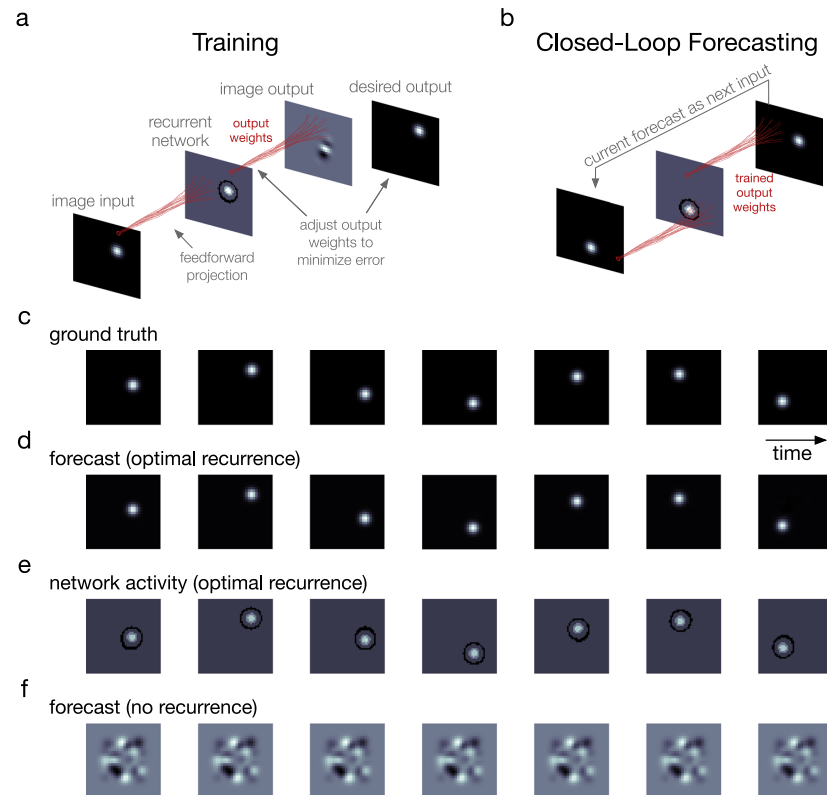 a
Training
image input
recurrent
network
output
weights
image output
desired output
feedforward
projection
adjust output
weights to
minimize error
b
Closed-Loop Forecasting
current forecast as next input
trained
output
weights
c
ground truth
d
time
forecast (optimal recurrence)
e
network activity (optimal recurrence)
f
forecast (no recurrence)